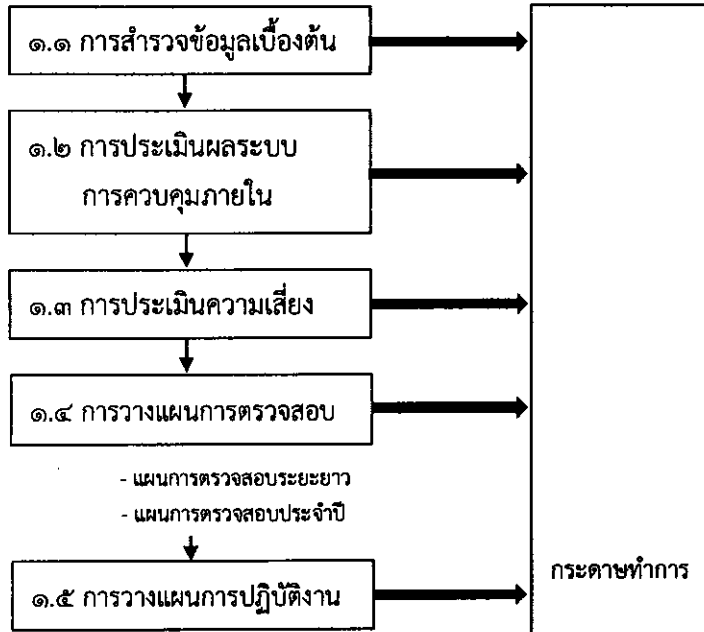 ๑.๑ การสำรวจข้อมูลเบื้องต้น
๑.๒ การประเมินผลระบบ
การควบคุมภายใน
๑.๓ การประเมินความเสี่ยง
๑.๔ การวางแผนการตรวจสอบ
- แผนการตรวจสอบระยะยาว
- แผนการตรวจสอบประจำปี
๑.๕ การวางแผนการปฏิบัติงาน
กระดาษทำการ